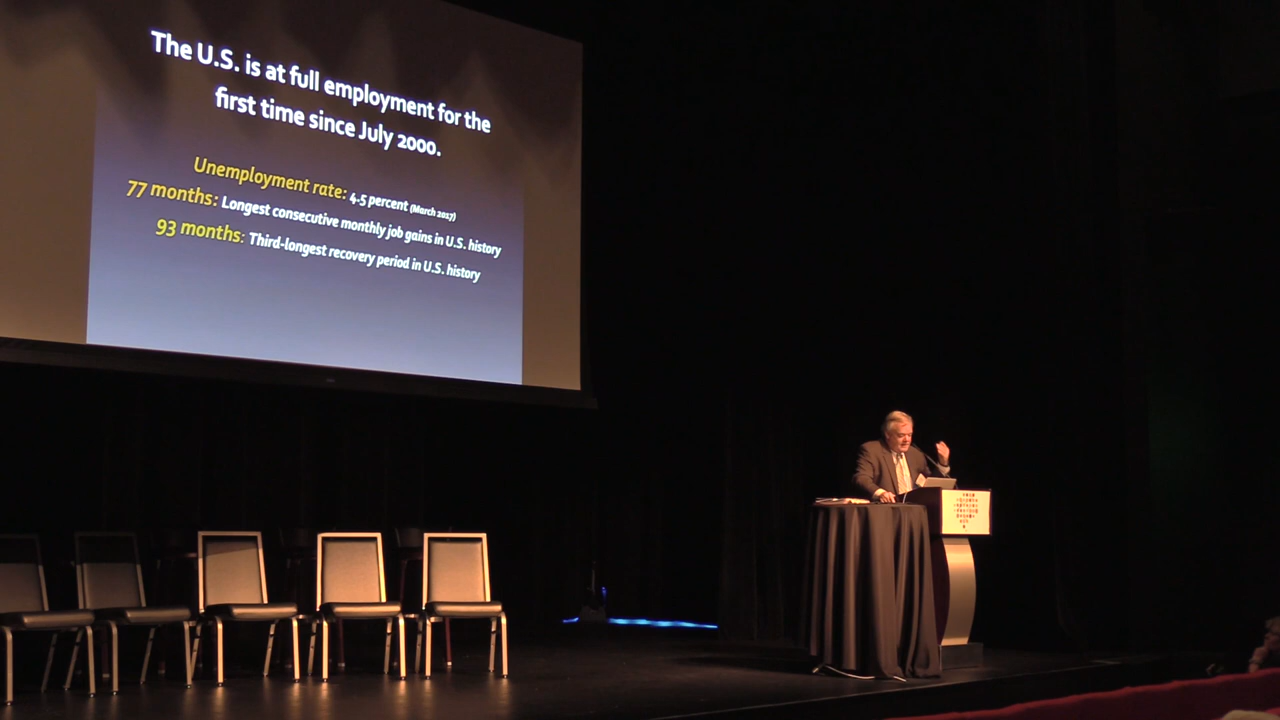 The U.S. is at full employment for the
first time since July 2000.
Unemployment rate: 4.5 percent (March 2017)
77 months: Longest consecutive monthly job gains in U.S. history
93 months: Third-longest recovery period in U.S. history